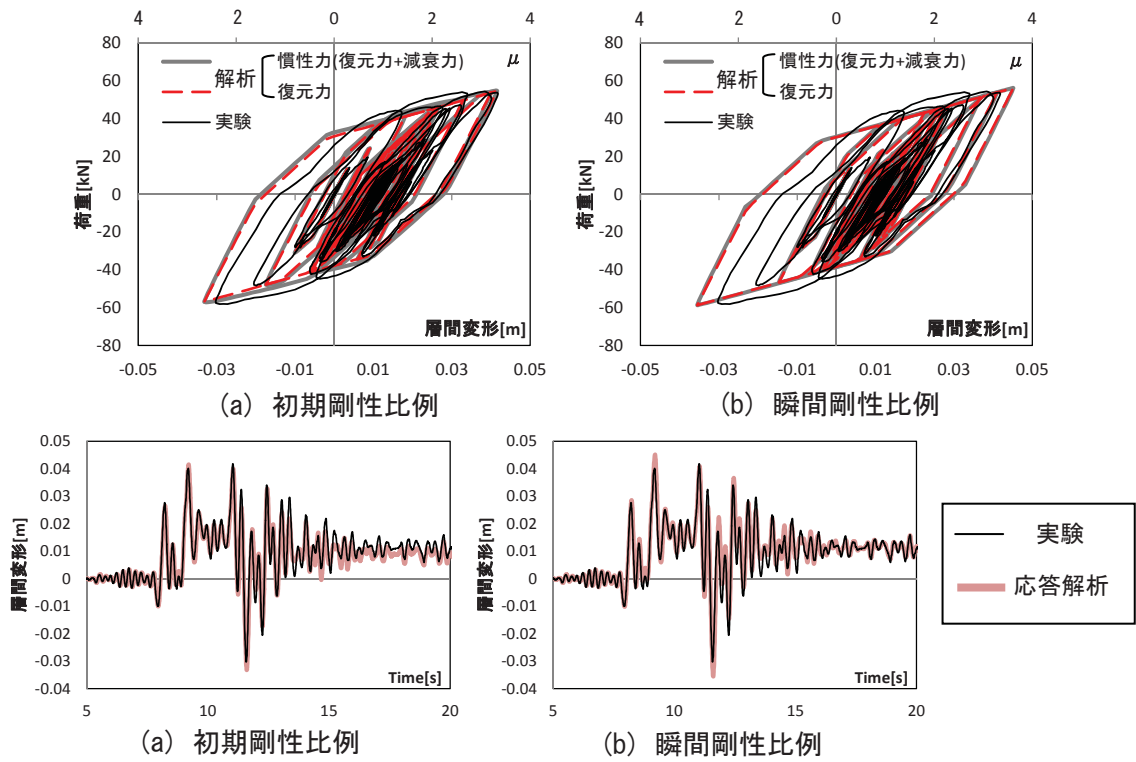 4 2 0 2 4
4 2 0 2 4
80
60
40
20
0
-20
-40
-60
-80
荷重[kN]
解析
慣性力(復元力+減衰力)
復元力
実験
μ
層間変形[m]
-0.05 -0.03 -0.01 0.01 0.03 0.05
(a) 初期剛性比例
80
60
40
20
0
-20
-40
-60
-80
荷重[kN]
解析
慣性力(復元力+減衰力)
復元力
実験
μ
層間変形[m]
-0.05 -0.03 -0.01 0.01 0.03 0.05
(b) 瞬間剛性比例
0.05
0.04
0.03
0.02
0.01
0
-0.01
-0.02
-0.03
-0.04
層間変形[m]
Time[s]
5 10 15 20
(a) 初期剛性比例
0.05
0.04
0.03
0.02
0.01
0
-0.01
-0.02
-0.03
-0.04
層間変形[m]
Time[s]
5 10 15 20
(b) 瞬間剛性比例
実験
応答解析